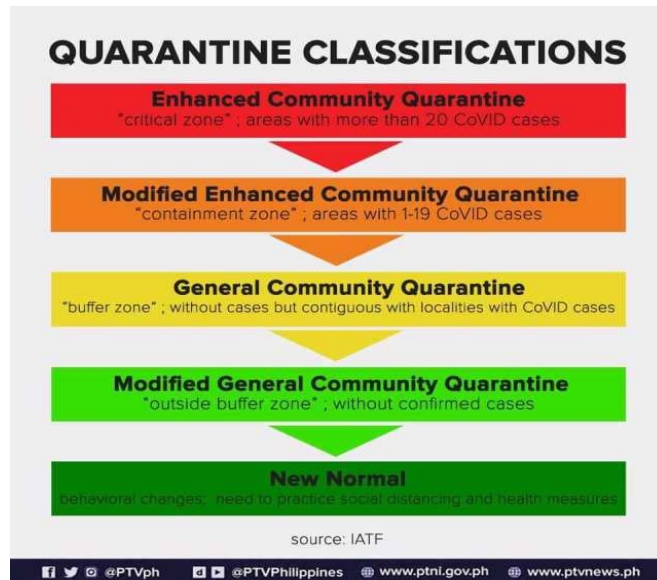 QUARANTINE CLASSIFICATIONS
Enhanced Community Quarantine
"critical zone" ; areas with more than 20 CoVID cases
Modified Enhanced Community Quarantine
"containment zone" ; areas with 1-19 CoVID cases
General Community Quarantine
"buffer zone" ; without cases but contiguous with localities with CoVID cases
Modified General Community Quarantine
"outside buffer zone" ; without confirmed cases
New Normal
behavioral changes; need to practice social distancing and health measures
source: IATF
@PTVph @PTVPhilippines www.ptni.gov.ph www.ptvnews.ph